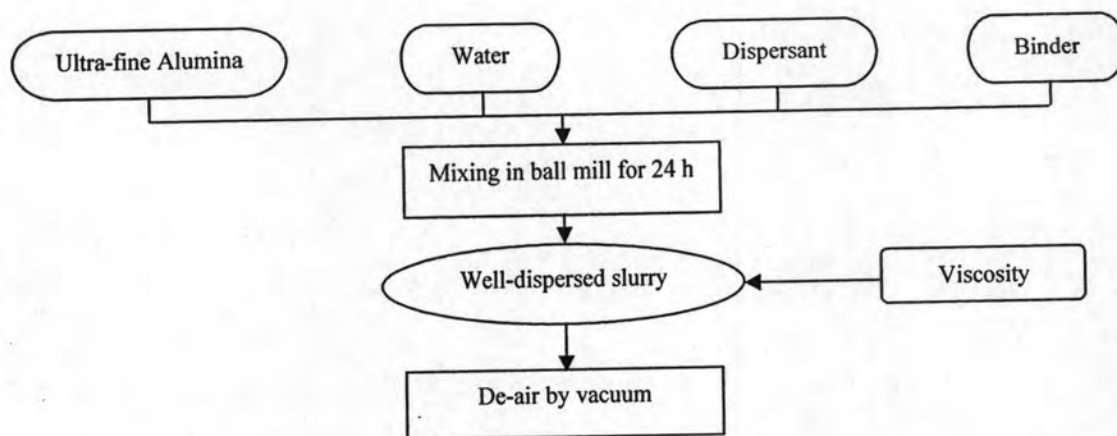 Ultra-fine Alumina
Water
Dispersant
Binder
Mixing in ball mill for 24 h
Well-dispersed slurry
Viscosity
De-air by vacuum